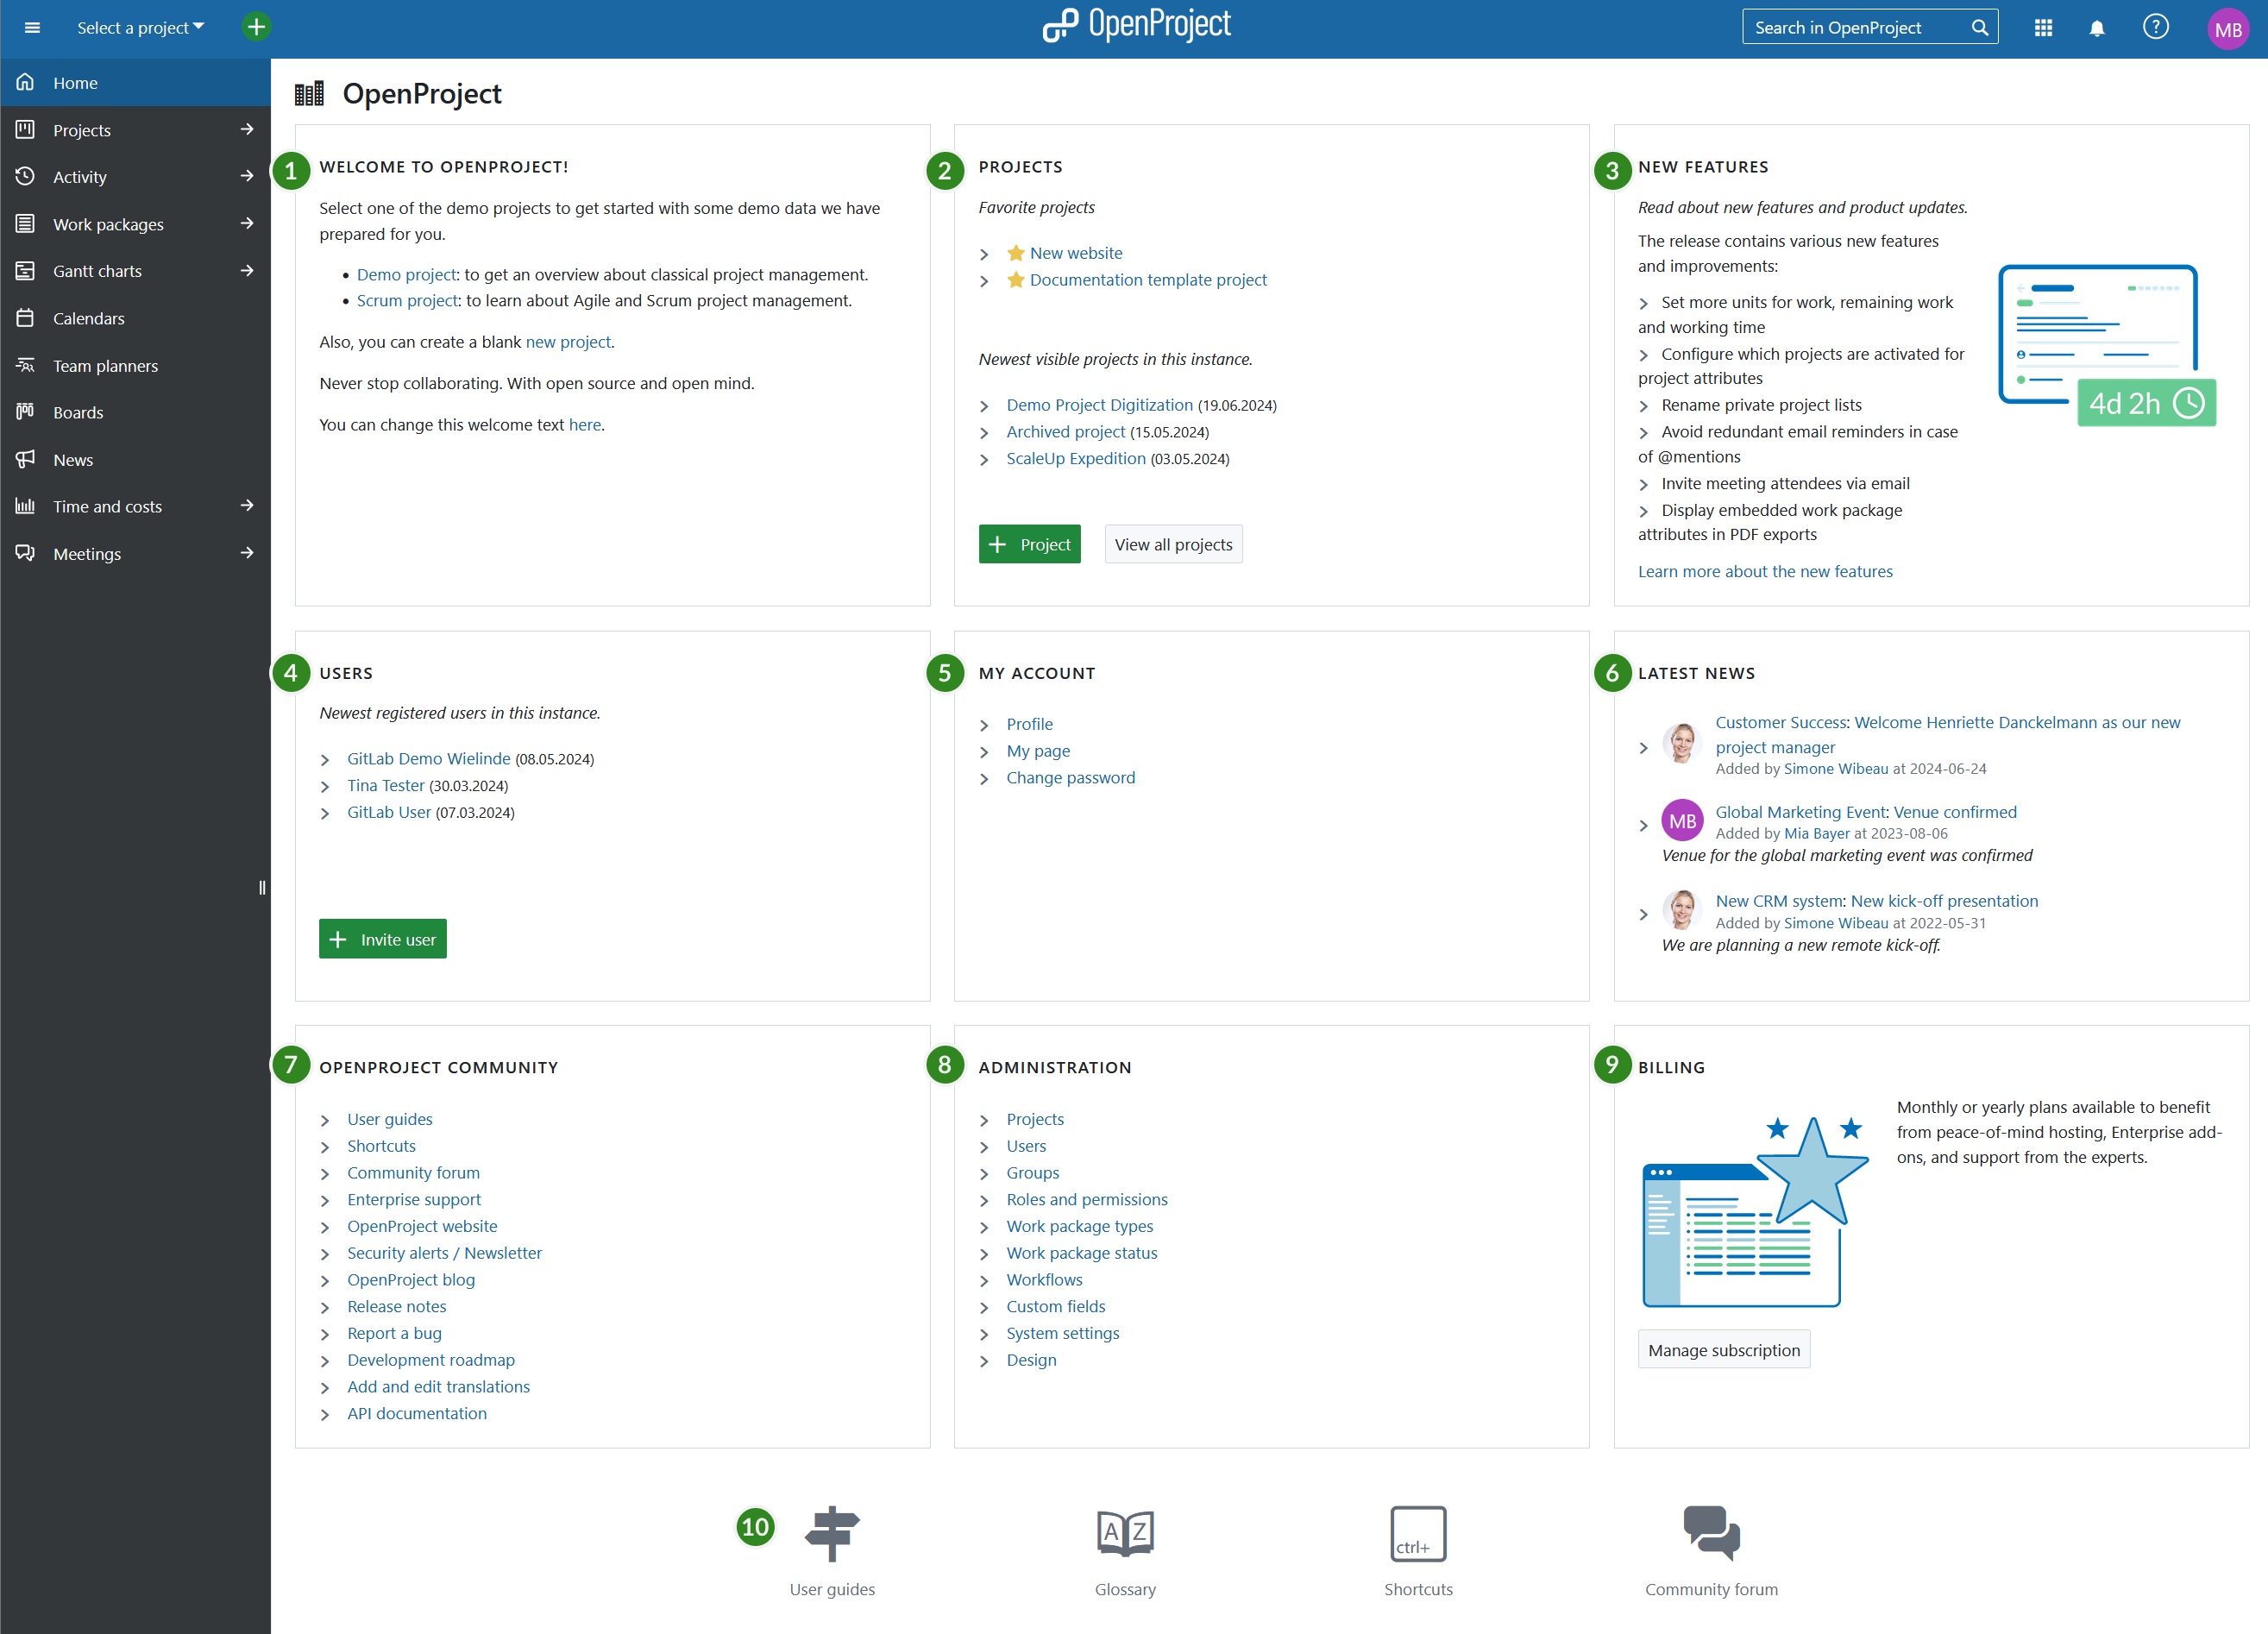 Select a project
OpenProject
Search in OpenProject
MB
Home
Projects
Activity
Work packages
Gantt charts
Calendars
Team planners
Boards
News
Time and costs
Meetings
OpenProject
1
WELCOME TO OPENPROJECT!
Select one of the demo projects to get started with some demo data we have
prepared for you.
• Demo project: to get an overview about classical project management.
• Scrum project: to learn about Agile and Scrum project management.
Also, you can create a blank new project.
Never stop collaborating. With open source and open mind.
You can change this welcome text here.
2
PROJECTS
Favorite projects
New website
Documentation template project
Newest visible projects in this instance.
Demo Project Digitization (19.06.2024)
Archived project (15.05.2024)
ScaleUp Expedition (03.05.2024)
+ Project
View all projects
3
NEW FEATURES
Read about new features and product updates.
The release contains various new features
and improvements:
Set more units for work, remaining work
and working time
Configure which projects are activated for
project attributes
Rename private project lists
Avoid redundant email reminders in case
of @mentions
Invite meeting attendees via email
Display embedded work package
attributes in PDF exports
Learn more about the new features
4d 2h
4
USERS
Newest registered users in this instance.
GitLab Demo Wielinde (08.05.2024)
Tina Tester (30.03.2024)
GitLab User (07.03.2024)
+ Invite user
5
MY ACCOUNT
Profile
My page
Change password
6
LATEST NEWS
Customer Success: Welcome Henriette Danckelmann as our new
project manager
Added by Simone Wibeau at 2024-06-24
MB
Global Marketing Event: Venue confirmed
Added by Mia Bayer at 2023-08-06
Venue for the global marketing event was confirmed
New CRM system: New kick-off presentation
Added by Simone Wibeau at 2022-05-31
We are planning a new remote kick-off.
7
OPENPROJECT COMMUNITY
User guides
Shortcuts
Community forum
Enterprise support
OpenProject website
Security alerts / Newsletter
OpenProject blog
Release notes
Report a bug
Development roadmap
Add and edit translations
API documentation
8
ADMINISTRATION
Projects
Users
Groups
Roles and permissions
Work package types
Work package status
Workflows
Custom fields
System settings
Design
9
BILLING
Monthly or yearly plans available to benefit
from peace-of-mind hosting, Enterprise add-
ons, and support from the experts.
Manage subscription
10
User guides
A Z
Glossary
ctrl+
Shortcuts
Community forum